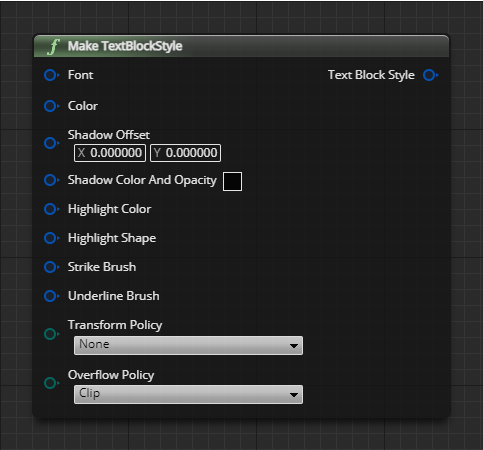 f Make TextBlockStyle
Font Text Block Style
Color
Shadow Offset
X 0.000000 Y 0.000000
Shadow Color And Opacity
Highlight Color
Highlight Shape
Strike Brush
Underline Brush
Transform Policy
None
Overflow Policy
Clip